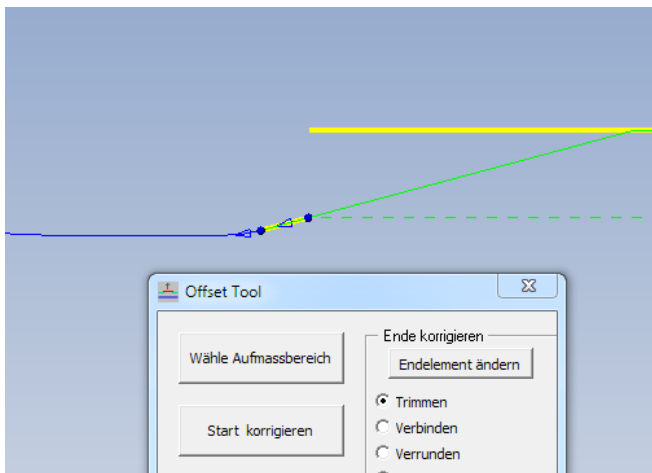 Offset Tool
Wähle Aufmassbereich
Start korrigieren
Ende korrigieren
Endelement ändern
Trimmen
Verbinden
Verrunden